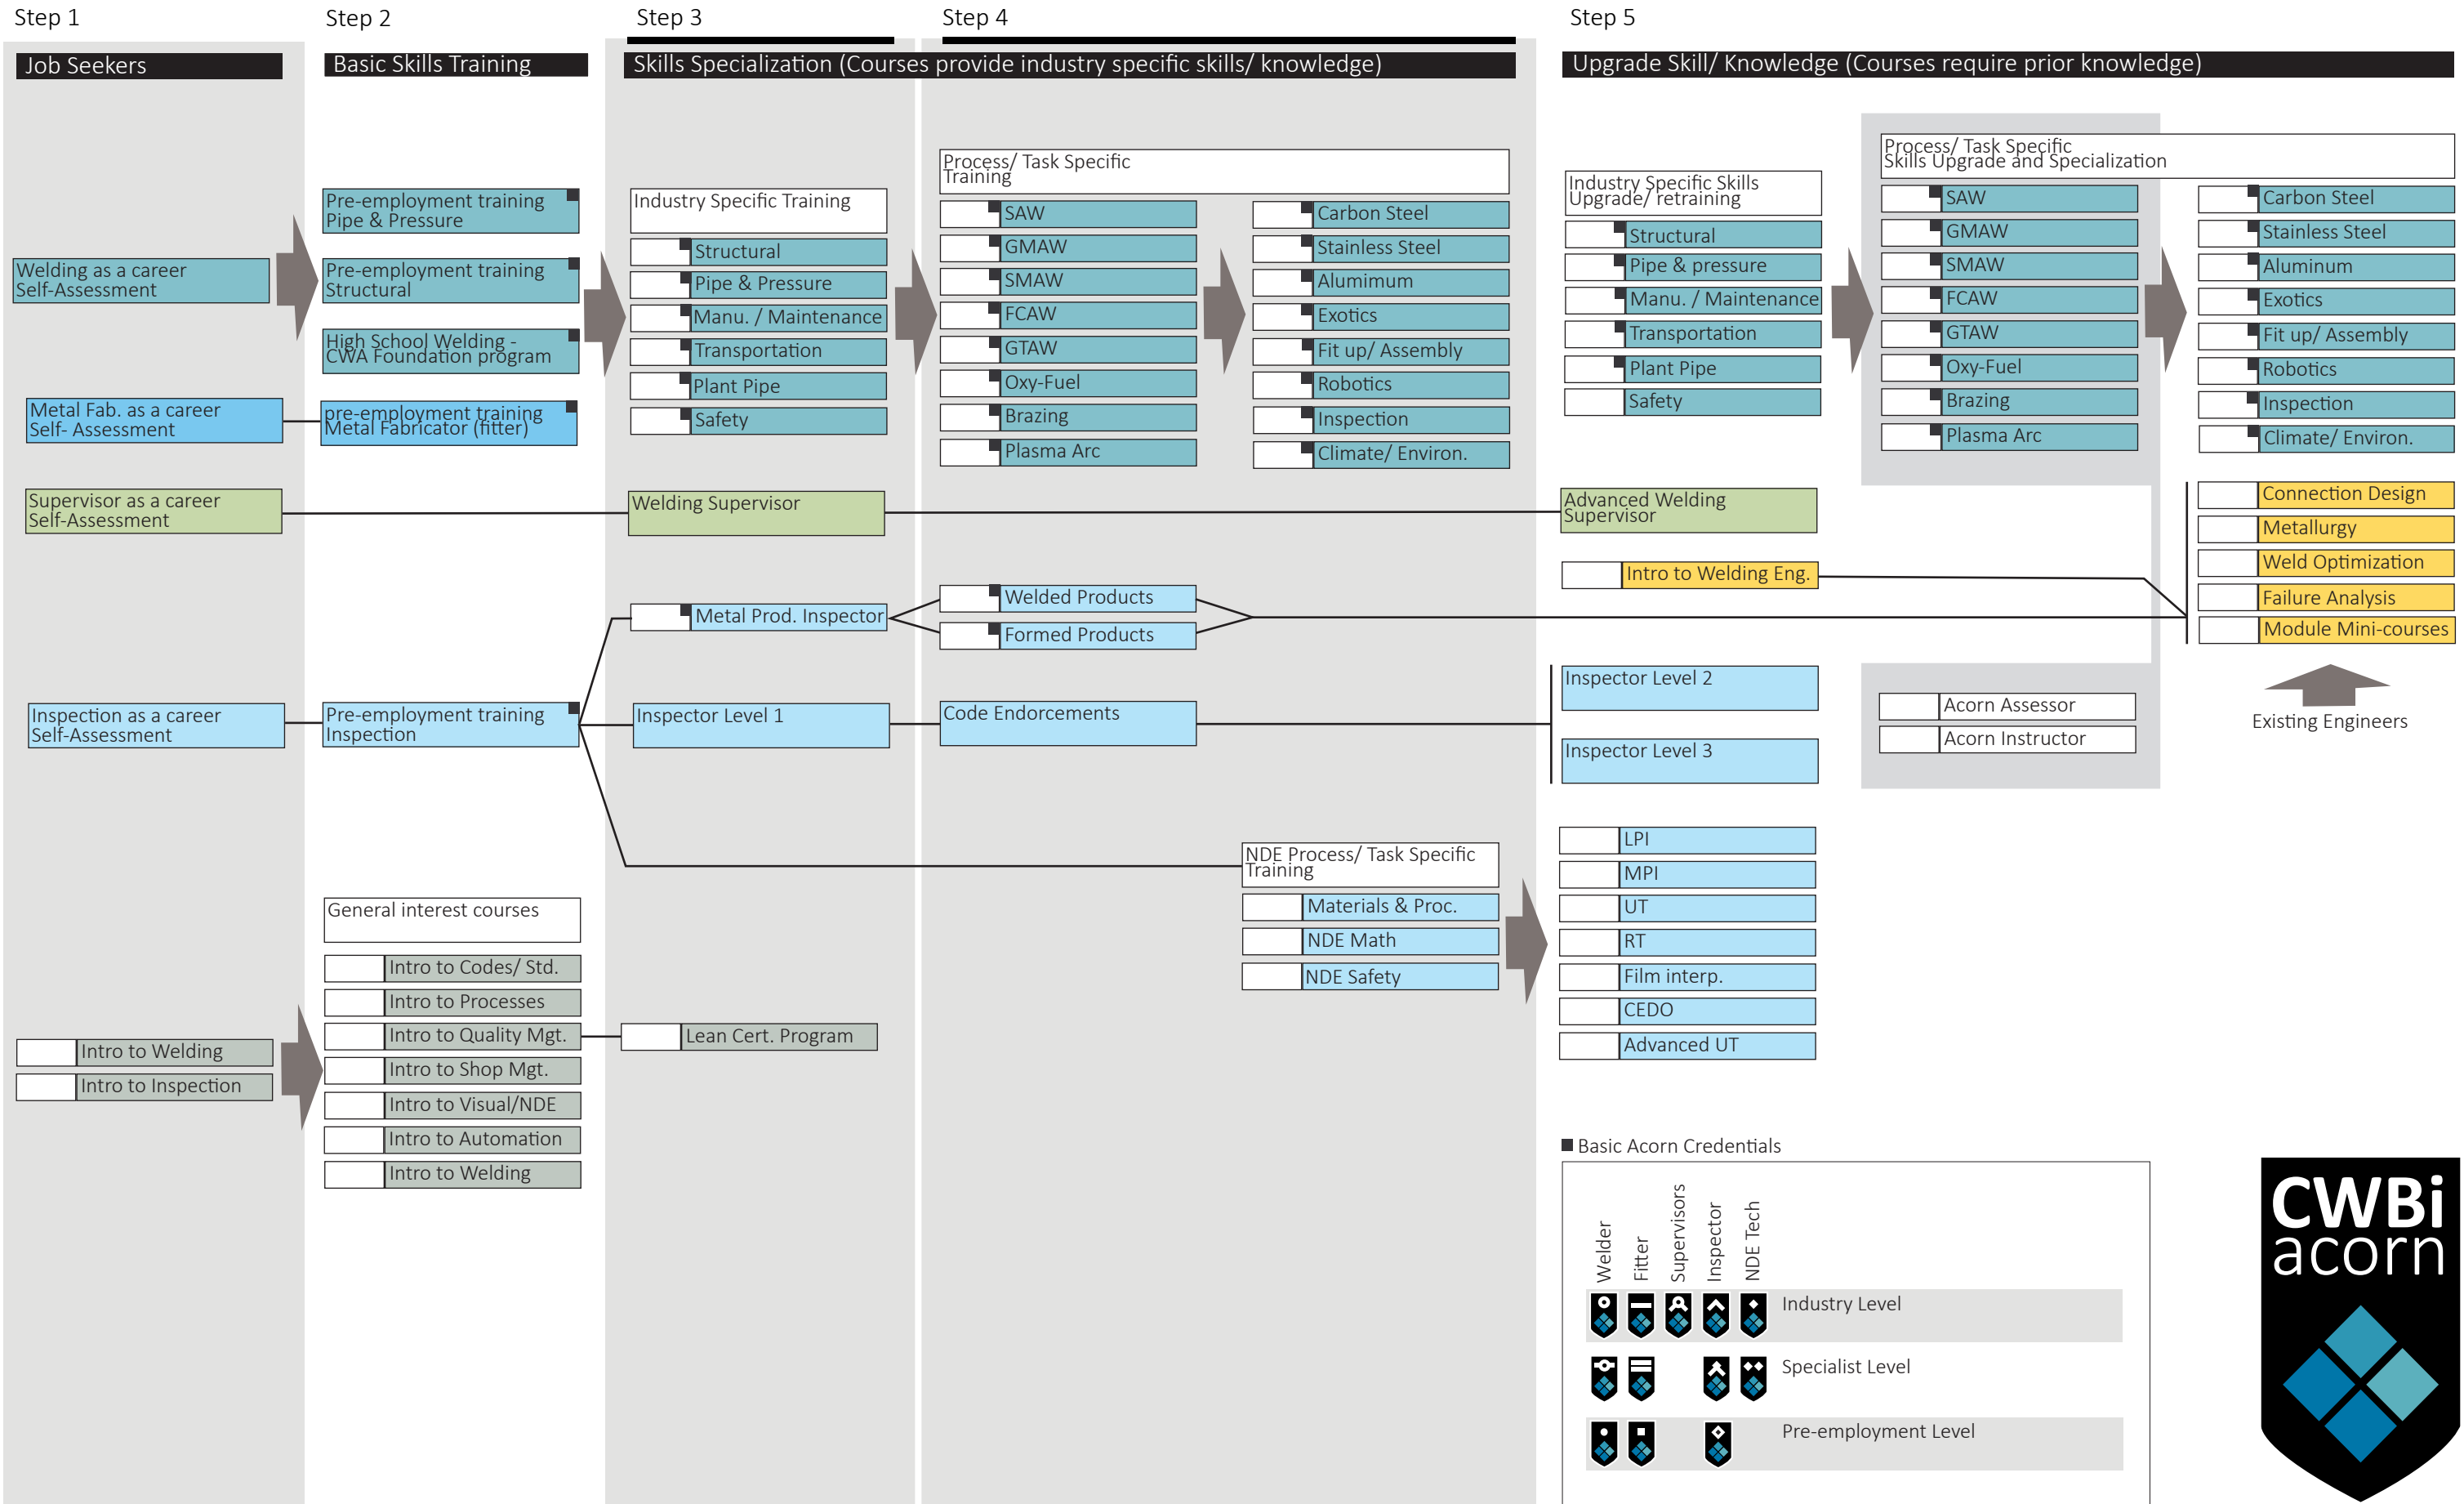 Step 1
Step 2
Step 3
Step 4
Step 5
Job Seekers
Basic Skills Training
Skills Specialization (Courses provide industry specific skills/ knowledge)
Upgrade Skill/ Knowledge (Courses require prior knowledge)
Welding as a career
Self-Assessment
Metal Fab. as a career
Self- Assessment
Supervisor as a career
Self-Assessment
Inspection as a career
Self-Assessment
Intro to Welding
Intro to Inspection
Pre-employment training
Pipe & Pressure
Pre-employment training
Structural
High School Welding -
CWA Foundation program
pre-employment training
Metal Fabricator (fitter)
Pre-employment training
Inspection
General interest courses
Intro to Codes/ Std.
Intro to Processes
Intro to Quality Mgt.
Intro to Shop Mgt.
Intro to Visual/NDE
Intro to Automation
Intro to Welding
Industry Specific Training
Structural
Pipe & Pressure
Manu. / Maintenance
Transportation
Plant Pipe
Safety
Welding Supervisor
Metal Prod. Inspector
Inspector Level 1
Lean Cert. Program
Process/ Task Specific
Training
SAW
GMAW
SMAW
FCAW
GTAW
Oxy-Fuel
Brazing
Plasma Arc
Carbon Steel
Stainless Steel
Alumimum
Exotics
Fit up/ Assembly
Robotics
Inspection
Climate/ Environ.
Welded Products
Formed Products
Code Endorcements
NDE Process/ Task Specific
Training
Materials & Proc.
NDE Math
NDE Safety
Industry Specific Skills
Upgrade/ retraining
Structural
Pipe & pressure
Manu. / Maintenance
Transportation
Plant Pipe
Safety
Advanced Welding
Supervisor
Intro to Welding Eng.
Inspector Level 2
Inspector Level 3
LPI
MPI
UT
RT
Film interp.
CEDO
Advanced UT
Process/ Task Specific
Skills Upgrade and Specialization
SAW
GMAW
SMAW
FCAW
GTAW
Oxy-Fuel
Brazing
Plasma Arc
Acorn Assessor
Acorn Instructor
Carbon Steel
Stainless Steel
Aluminum
Exotics
Fit up/ Assembly
Robotics
Inspection
Climate/ Environ.
Connection Design
Metallurgy
Weld Optimization
Failure Analysis
Module Mini-courses
Existing Engineers
Basic Acorn Credentials
Welder
Fitter
Supervisors
Inspector
NDE Tech
Industry Level
Specialist Level
Pre-employment Level
CWBi
acorn